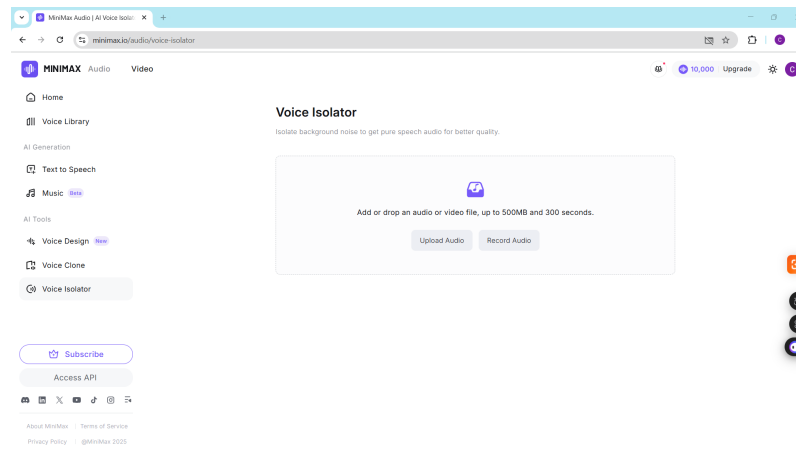 MiniMax Audio | AI Voice Isolat
minimax.io/audio/voice-isolator
C
MINIMAX Audio Video
10,000 Upgrade
C
Home
Voice Library
AI Generation
Text to Speech
Music Beta
AI Tools
Voice Design New
Voice Clone
Voice Isolator
Subscribe
Access API
About MiniMax | Terms of Service
Privacy Policy | @MiniMax 2025
Voice Isolator
Isolate background noise to get pure speech audio for better quality.
Add or drop an audio or video file, up to 500MB and 300 seconds.
Upload Audio Record Audio